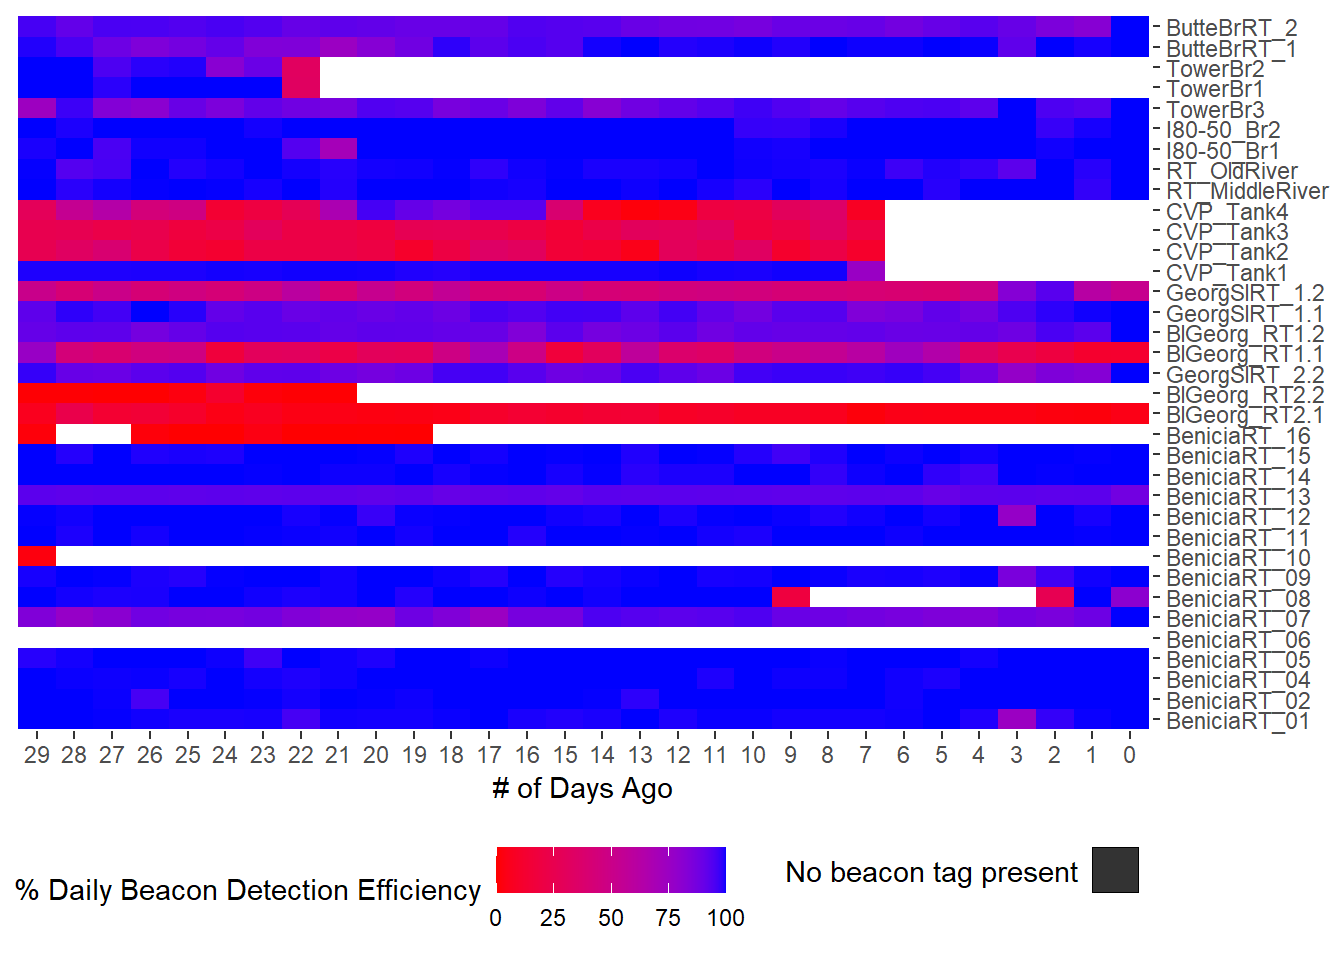 ButteBrRT_2
ButteBrRT_1
TowerBr2
TowerBr1
TowerBr3
I80-50_Br2
I80-50_Br1
RT_OldRiver
RT_MiddleRiver
CVP_Tank4
CVP_Tank3
CVP_Tank2
CVP_Tank1
GeorgSlRT_1.2
GeorgSlRT_1.1
BlGeorg_RT1.2
BlGeorg_RT1.1
GeorgSlRT_2.2
BlGeorg_RT2.2
BlGeorg_RT2.1
BeniciaRT_16
BeniciaRT_15
BeniciaRT_14
BeniciaRT_13
BeniciaRT_12
BeniciaRT_11
BeniciaRT_10
BeniciaRT_09
BeniciaRT_08
BeniciaRT_07
BeniciaRT_06
BeniciaRT_05
BeniciaRT_04
BeniciaRT_02
BeniciaRT_01
29 28 27 26 25 24 23 22 21 20 19 18 17 16 15 14 13 12 11 10 9 8 7 6 5 4 3 2 1 0
# of Days Ago
% Daily Beacon Detection Efficiency
0 25 50 75 100
No beacon tag present